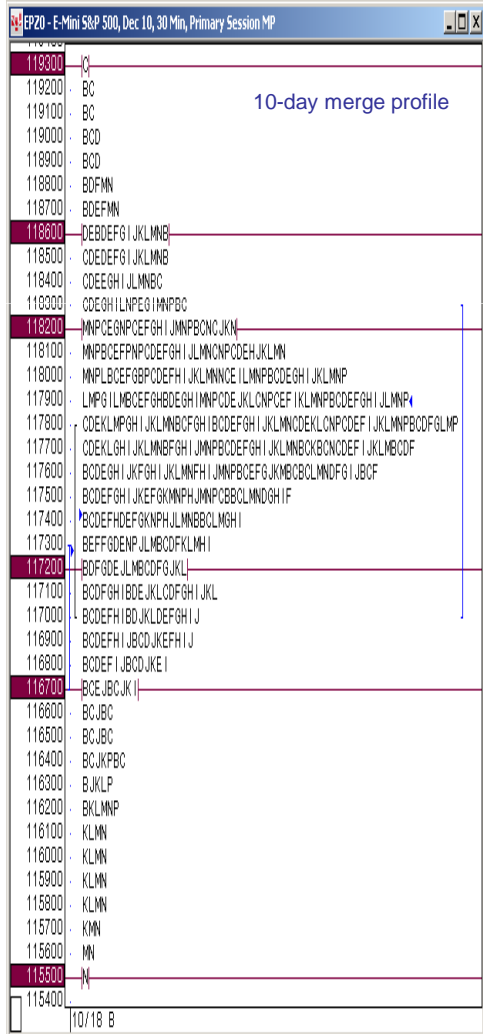 EPZ0 - E-Mini S&P 500, Dec 10, 30 Min, Primary Session MP
10-day merge profile
119300 C
119200 BC
119100 BC
119000 BCD
118900 BCD
118800 BDFMN
118700 BDEFMN
118600 DEBDEFGIJKLMNB
118500 CDEDEFGIJKLMNB
118400 CDEEGHIJLMNBC
118300 CDEGHILNPEGIMNPBC
118200 MNPCEGNPCEFGHIJMNPBCNCJKN
118100 MNPBCEFPNPCDEFGHIJLMNCNPCDEHJKLMN
118000 MNPLBCEFGBPCDEFHIJKLMNNCEILMNPBCDEGHIJKLMNP
117900 LMPGILMBCEFGHBDEGHIMNPCDEJKLCNPCEFIKLMNPBCDEFGHIJLMNP
117800 CDEKLMPGHIJKLMNBCFGHIBCDEFGHIJKLMNCDEKLCNPCDEFIJKLMNPBCDFGLMP
117700 CDEKLGHIJKLMNBFGHIJMNPBCDEFGHIJKLMNBCKBCNCDEFIJKLMBCDF
117600 BCDEGHIJKFGHIJKLMNFHIJMNPBCEFGJKMBCBCLMNDFGIJBCF
117500 BCDEFGHIJKEFGKMNPHJMNPCBBCLMNDGHIF
117400 BCDEFHDEFGKNPHJLMNBBCLMGHI
117300 BEFFGDENPJLMBCDFKLMHI
117200 BDFGDEJLMBCDFGJKL
117100 BCDFGHIBDEJKLCDFGHIJKL
117000 BCDEFHIBDJKLDEFGHIJ
116900 BCDEFHIJBCDJKEFHIJ
116800 BCDEFIJBCDJKEI
116700 BCEJBCJKI
116600 BCJBC
116500 BCJBC
116400 BCJKPBC
116300 BJKLP
116200 BKLMNP
116100 KLMN
116000 KLMN
115900 KLMN
115800 KLMN
115700 KMN
115600 MN
115500 N
115400
10/18 B